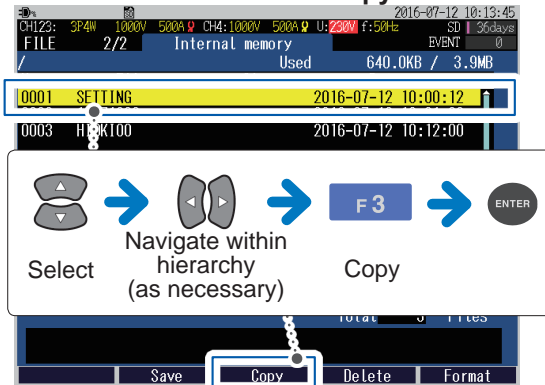 2016-07-12 10:13:45
CH123: 3P4W 1000V 500A CH4:1000V 500A U:230V f:50Hz SD 36days
FILE 2/2 Internal memory EVENT 0
/ Used 640.0KB / 3.9MB
0001 SETTING 2016-07-12 10:00:12
0003 HIOKI00 2016-07-12 10:12:00
F3
ENTER
Select
Navigate within
hierarchy
(as necessary)
Copy
Total 3 Files
Save Copy Delete Format